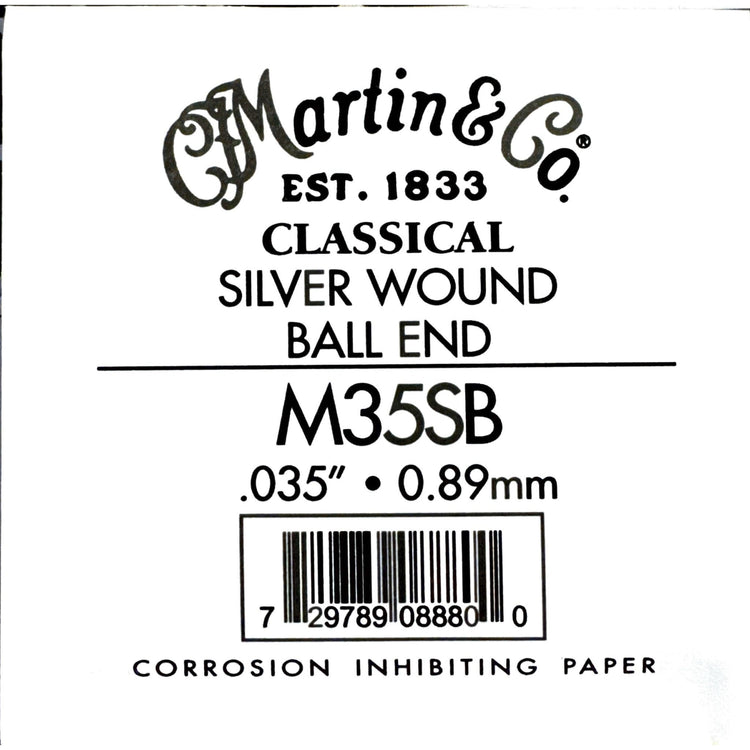 CF Martin & Co.®
EST. 1833
CLASSICAL
SILVER WOUND
BALL END
M35SB
.035" • 0.89mm
7 29789 08880 0
CORROSION INHIBITING PAPER